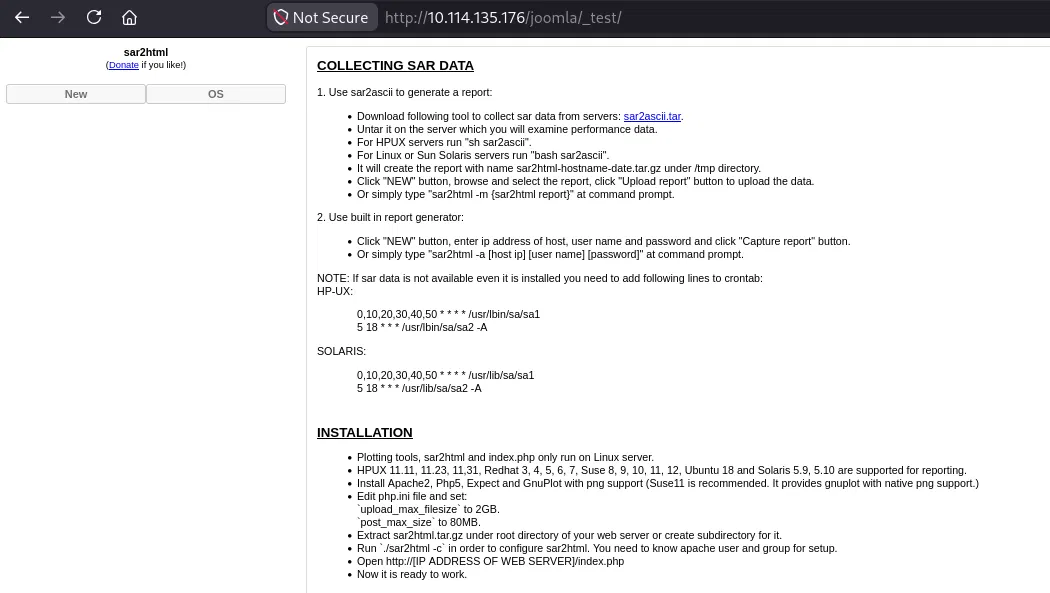 Not Secure http://10.114.135.176/joomla/_test/
sar2html
(Donate if you like!)
New OS
COLLECTING SAR DATA
1. Use sar2ascii to generate a report:
• Download following tool to collect sar data from servers: sar2ascii.tar.
• Untar it on the server which you will examine performance data.
• For HPUX servers run "sh sar2ascii".
• For Linux or Sun Solaris servers run "bash sar2ascii".
• It will create the report with name sar2html-hostname-date.tar.gz under /tmp directory.
• Click "NEW" button, browse and select the report, click "Upload report" button to upload the data.
• Or simply type "sar2html -m {sar2html report}" at command prompt.
2. Use built in report generator:
• Click "NEW" button, enter ip address of host, user name and password and click "Capture report" button.
• Or simply type "sar2html -a [host ip] [user name] [password]" at command prompt.
NOTE: If sar data is not available even it is installed you need to add following lines to crontab:
HP-UX:
0,10,20,30,40,50 * * * * /usr/lbin/sa/sa1
5 18 * * * /usr/lbin/sa/sa2 -A
SOLARIS:
0,10,20,30,40,50 * * * * /usr/lib/sa/sa1
5 18 * * * /usr/lib/sa/sa2 -A
INSTALLATION
• Plotting tools, sar2html and index.php only run on Linux server.
• HPUX 11.11, 11.23, 11,31, Redhat 3, 4, 5, 6, 7, Suse 8, 9, 10, 11, 12, Ubuntu 18 and Solaris 5.9, 5.10 are supported for reporting.
• Install Apache2, Php5, Expect and GnuPlot with png support (Suse11 is recommended. It provides gnuplot with native png support.)
• Edit php.ini file and set:
`upload_max_filesize` to 2GB.
`post_max_size` to 80MB.
• Extract sar2html.tar.gz under root directory of your web server or create subdirectory for it.
• Run `./sar2html -c` in order to configure sar2html. You need to know apache user and group for setup.
• Open http://[IP ADDRESS OF WEB SERVER]/index.php
• Now it is ready to work.